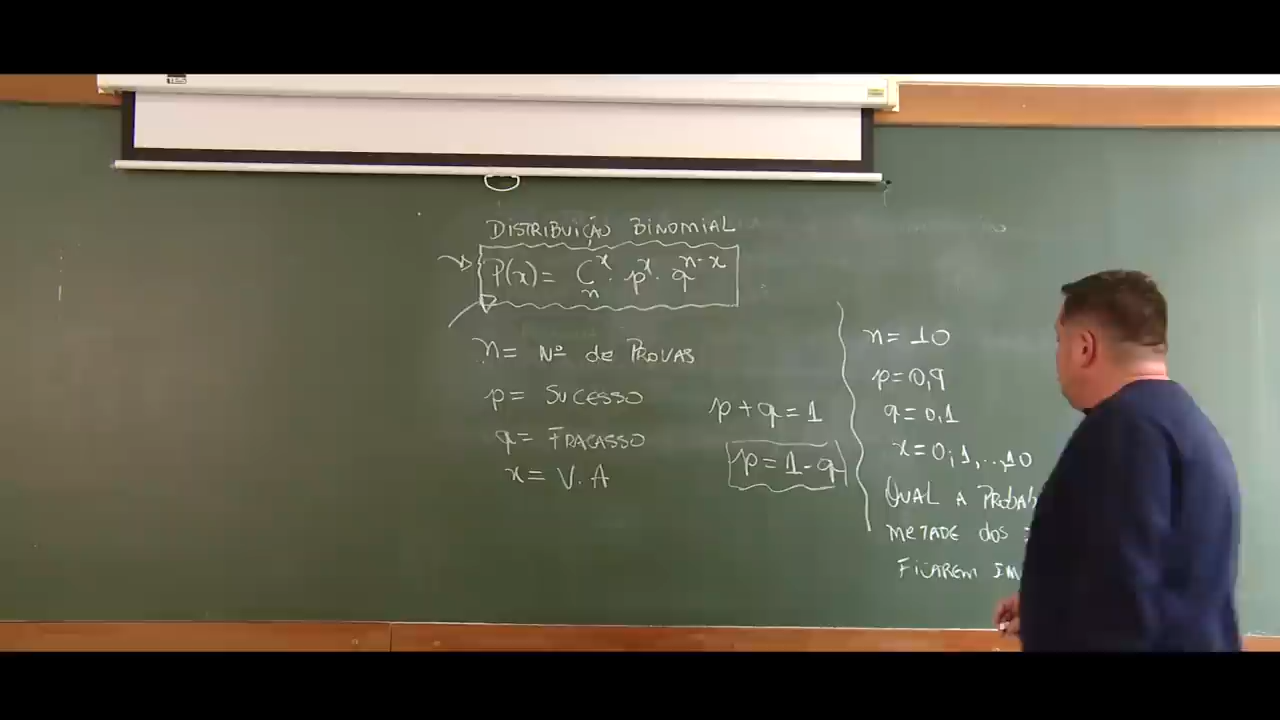 DISTRIBUIÇÃO BINOMIAL
P(x) = C_n^x · p^x · q^{n-x}
n = Nº de PROVAS
p = SUCESSO
q = FRACASSO
x = V.A
p + q = 1
p = 1 - q
n = 10
p = 0,9
q = 0,1
x = 0,1,...,10
QUAL A PROBAB
METADE DOS
FICAREM IM